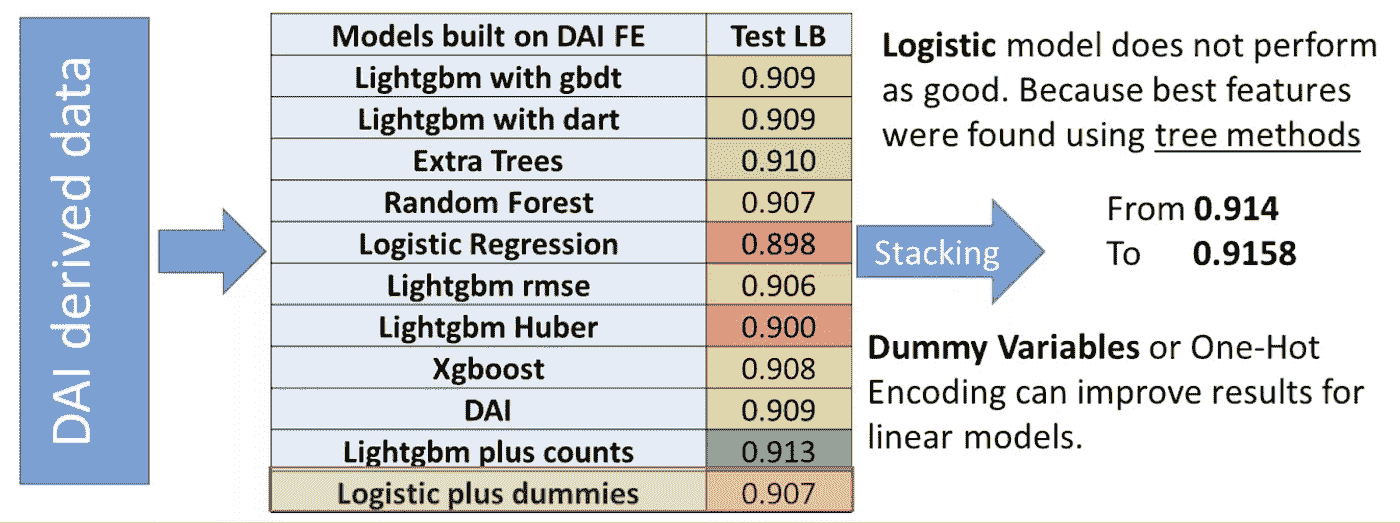 DAI derived data
Models built on DAI FE Test LB
Lightgbm with gbdt 0.909
Lightgbm with dart 0.909
Extra Trees 0.910
Random Forest 0.907
Logistic Regression 0.898
Lightgbm rmse 0.906
Lightgbm Huber 0.900
Xgboost 0.908
DAI 0.909
Lightgbm plus counts 0.913
Logistic plus dummies 0.907
Stacking
Logistic model does not perform
as good. Because best features
were found using tree methods
From 0.914
To 0.9158
Dummy Variables or One-Hot
Encoding can improve results for
linear models.